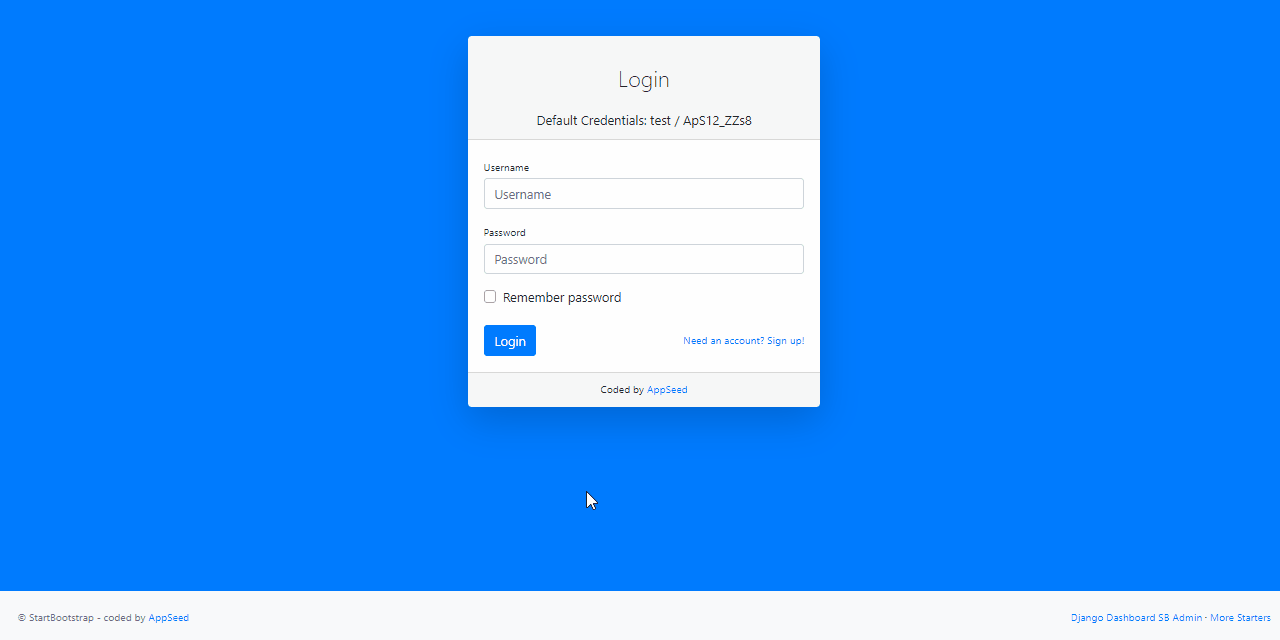 Login
Default Credentials: test / ApS12_ZZs8
Username
Username
Password
Password
Remember password
Login
Need an account? Sign up!
Coded by AppSeed
© StartBootstrap - coded by AppSeed
Django Dashboard SB Admin · More Starters